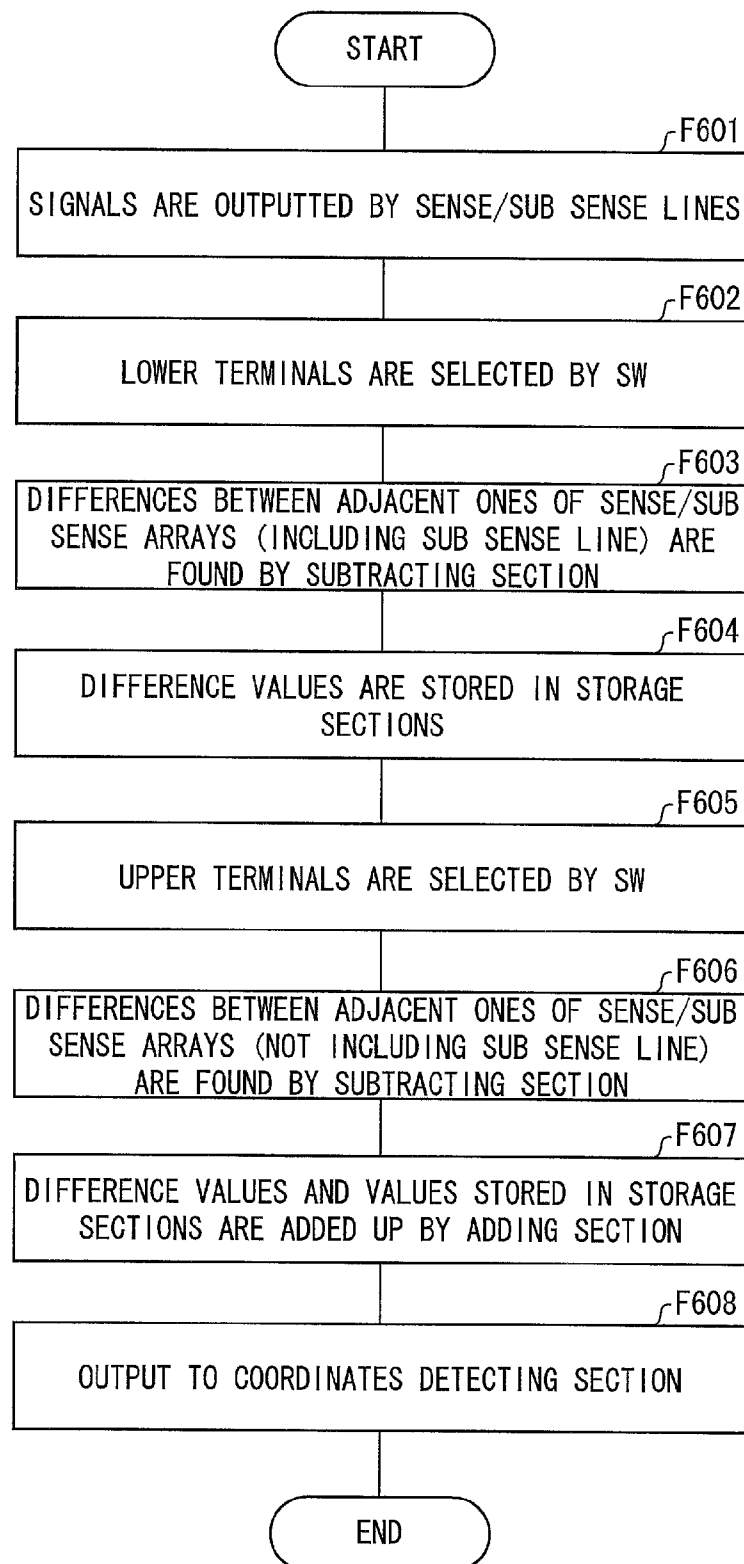 START
F601
SIGNALS ARE OUTPUTTED BY SENSE/SUB SENSE LINES
F602
LOWER TERMINALS ARE SELECTED BY SW
F603
DIFFERENCES BETWEEN ADJACENT ONES OF SENSE/SUB
SENSE ARRAYS (INCLUDING SUB SENSE LINE) ARE
FOUND BY SUBTRACTING SECTION
F604
DIFFERENCE VALUES ARE STORED IN STORAGE
SECTIONS
F605
UPPER TERMINALS ARE SELECTED BY SW
F606
DIFFERENCES BETWEEN ADJACENT ONES OF SENSE/SUB
SENSE ARRAYS (NOT INCLUDING SUB SENSE LINE)
ARE FOUND BY SUBTRACTING SECTION
F607
DIFFERENCE VALUES AND VALUES STORED IN STORAGE
SECTIONS ARE ADDED UP BY ADDING SECTION
F608
OUTPUT TO COORDINATES DETECTING SECTION
END